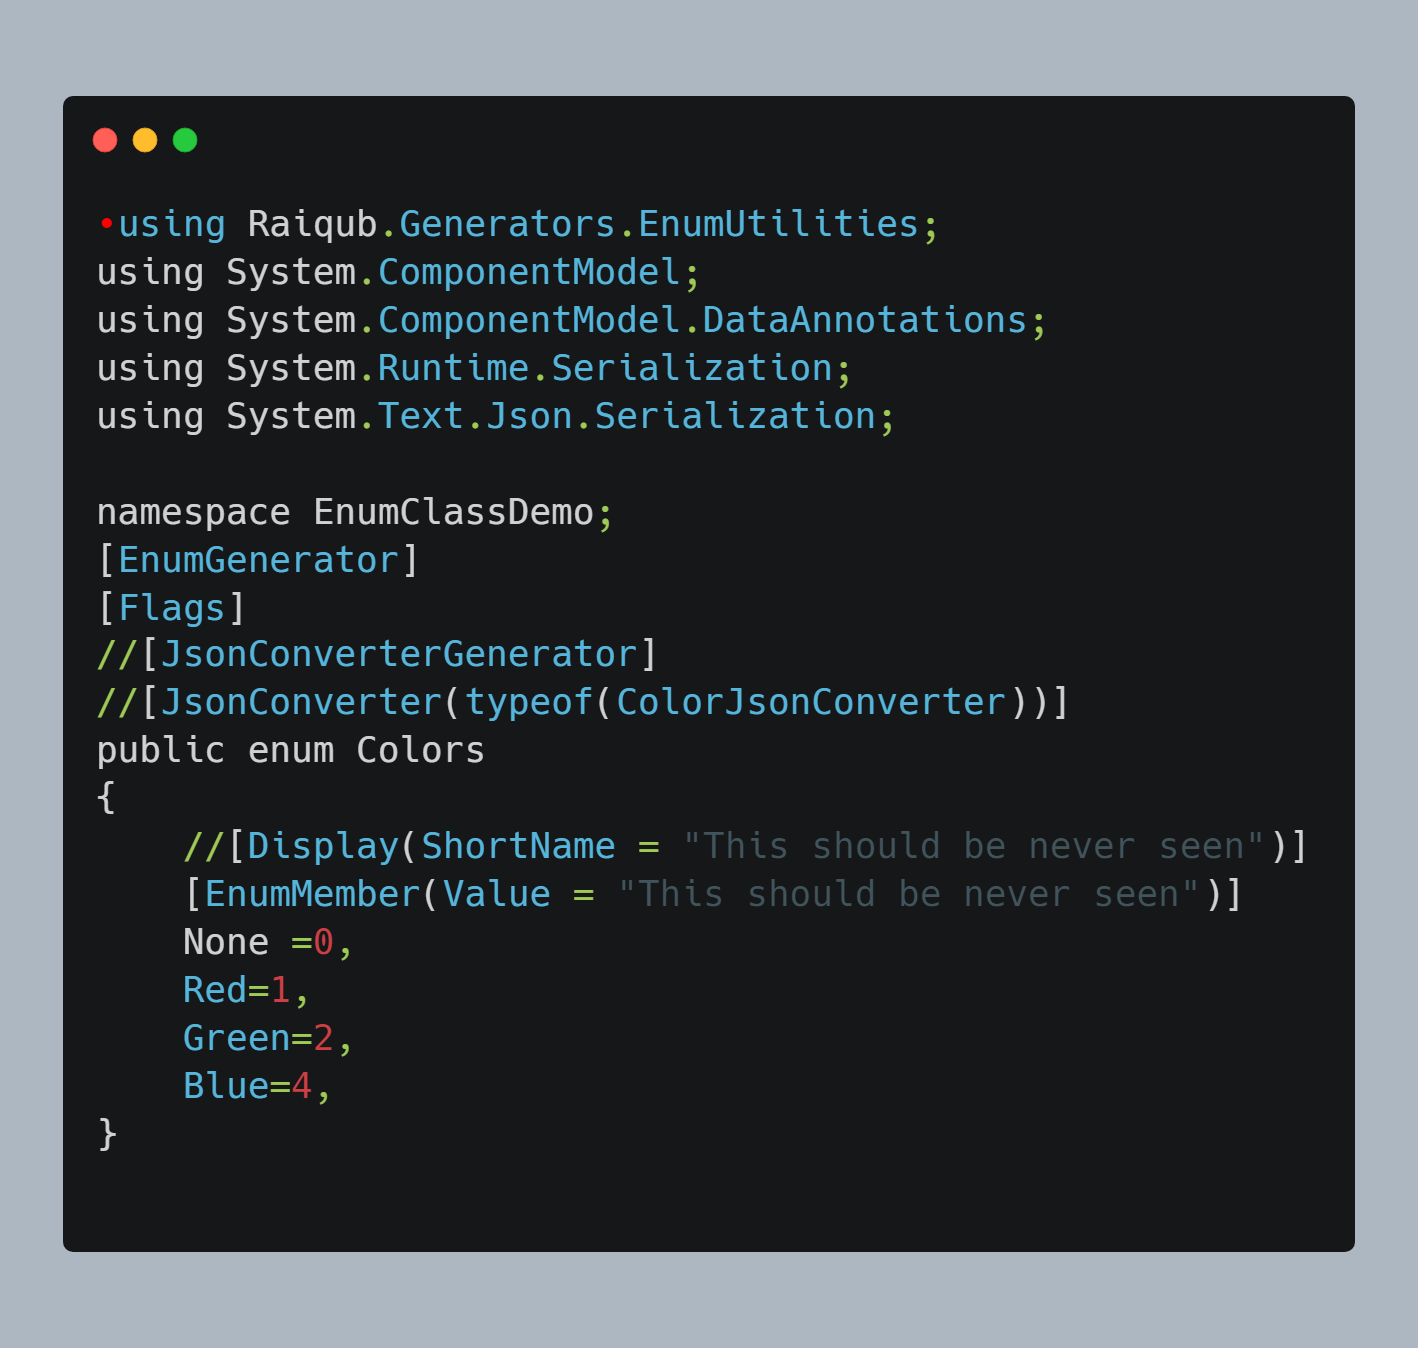 •using Raiqub.Generators.EnumUtilities;
using System.ComponentModel;
using System.ComponentModel.DataAnnotations;
using System.Runtime.Serialization;
using System.Text.Json.Serialization;

namespace EnumClassDemo;
[EnumGenerator]
[Flags]
//[JsonConverterGenerator]
//[JsonConverter(typeof(ColorJsonConverter))]
public enum Colors
{
    //[Display(ShortName = "This should be never seen")]
    [EnumMember(Value = "This should be never seen")]
    None =0,
    Red=1,
    Green=2,
    Blue=4,
}